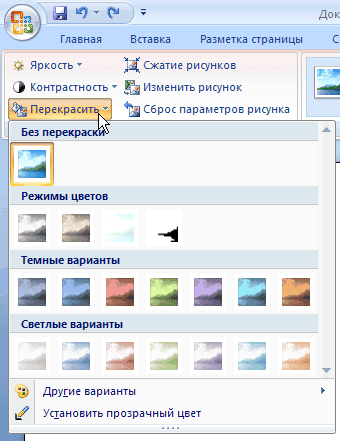 Док
Главная Вставка Разметка страницы С
Яркость Сжатие рисунков
Контрастность Изменить рисунок
Перекрасить Сброс параметров рисунка
Без перекраски
Режимы цветов
Темные варианты
Светлые варианты
Другие варианты
Установить прозрачный цвет